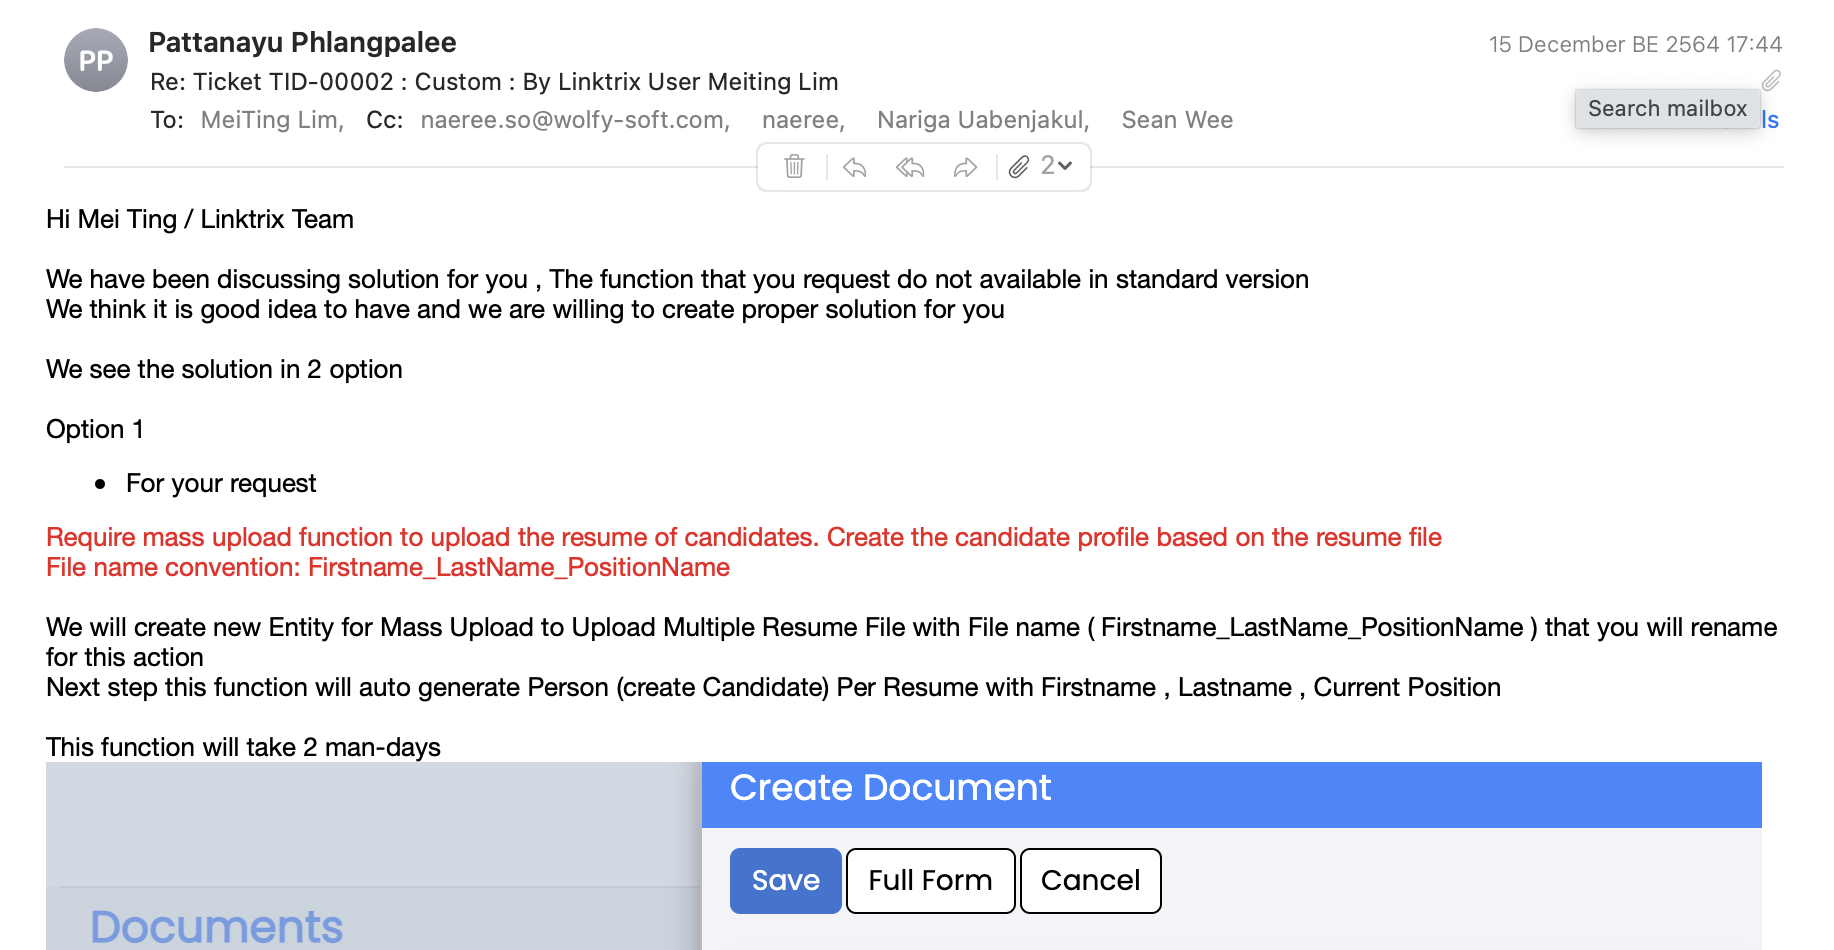 PP
Pattanayu Phlangpalee
15 December BE 2564 17:44
Re: Ticket TID-00002 : Custom : By Linktrix User Meiting Lim
Search mailbox
ls
To: MeiTing Lim, Cc: naeree.so@wolfy-soft.com, naeree, Nariga Uabenjakul, Sean Wee
2
Hi Mei Ting / Linktrix Team
We have been discussing solution for you , The function that you request do not available in standard version
We think it is good idea to have and we are willing to create proper solution for you
We see the solution in 2 option
Option 1
• For your request
Require mass upload function to upload the resume of candidates. Create the candidate profile based on the resume file
File name convention: Firstname_LastName_PositionName
We will create new Entity for Mass Upload to Upload Multiple Resume File with File name ( Firstname_LastName_PositionName ) that you will rename
for this action
Next step this function will auto generate Person (create Candidate) Per Resume with Firstname , Lastname , Current Position
This function will take 2 man-days
Create Document
Save Full Form Cancel
Documents